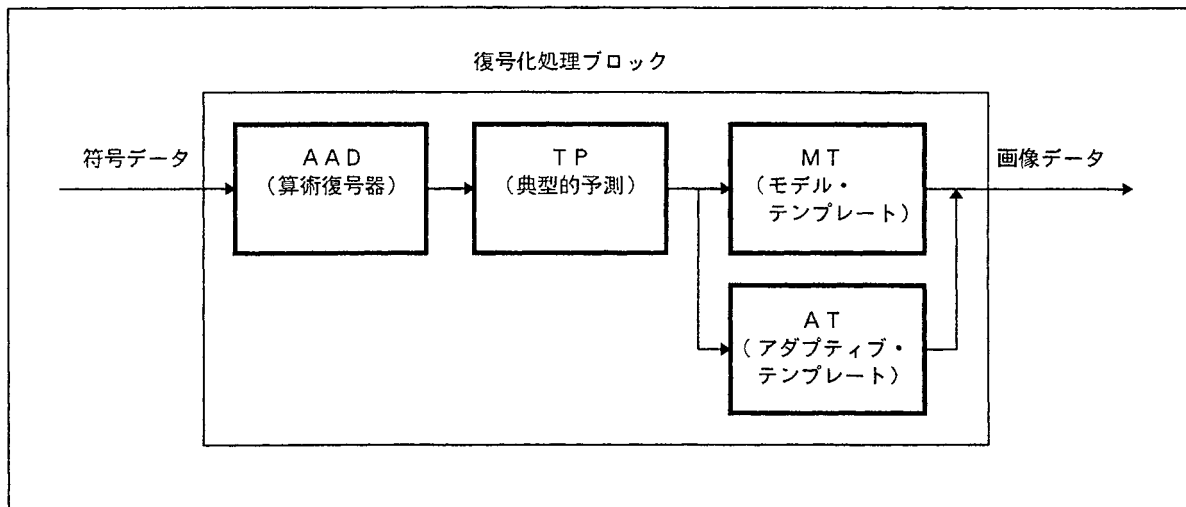 復号化処理ブロック
符号データ
AAD
(算術復号器)
TP
(典型的予測)
MT
(モデル・
テンプレート)
画像データ
AT
(アダプティブ・
テンプレート)